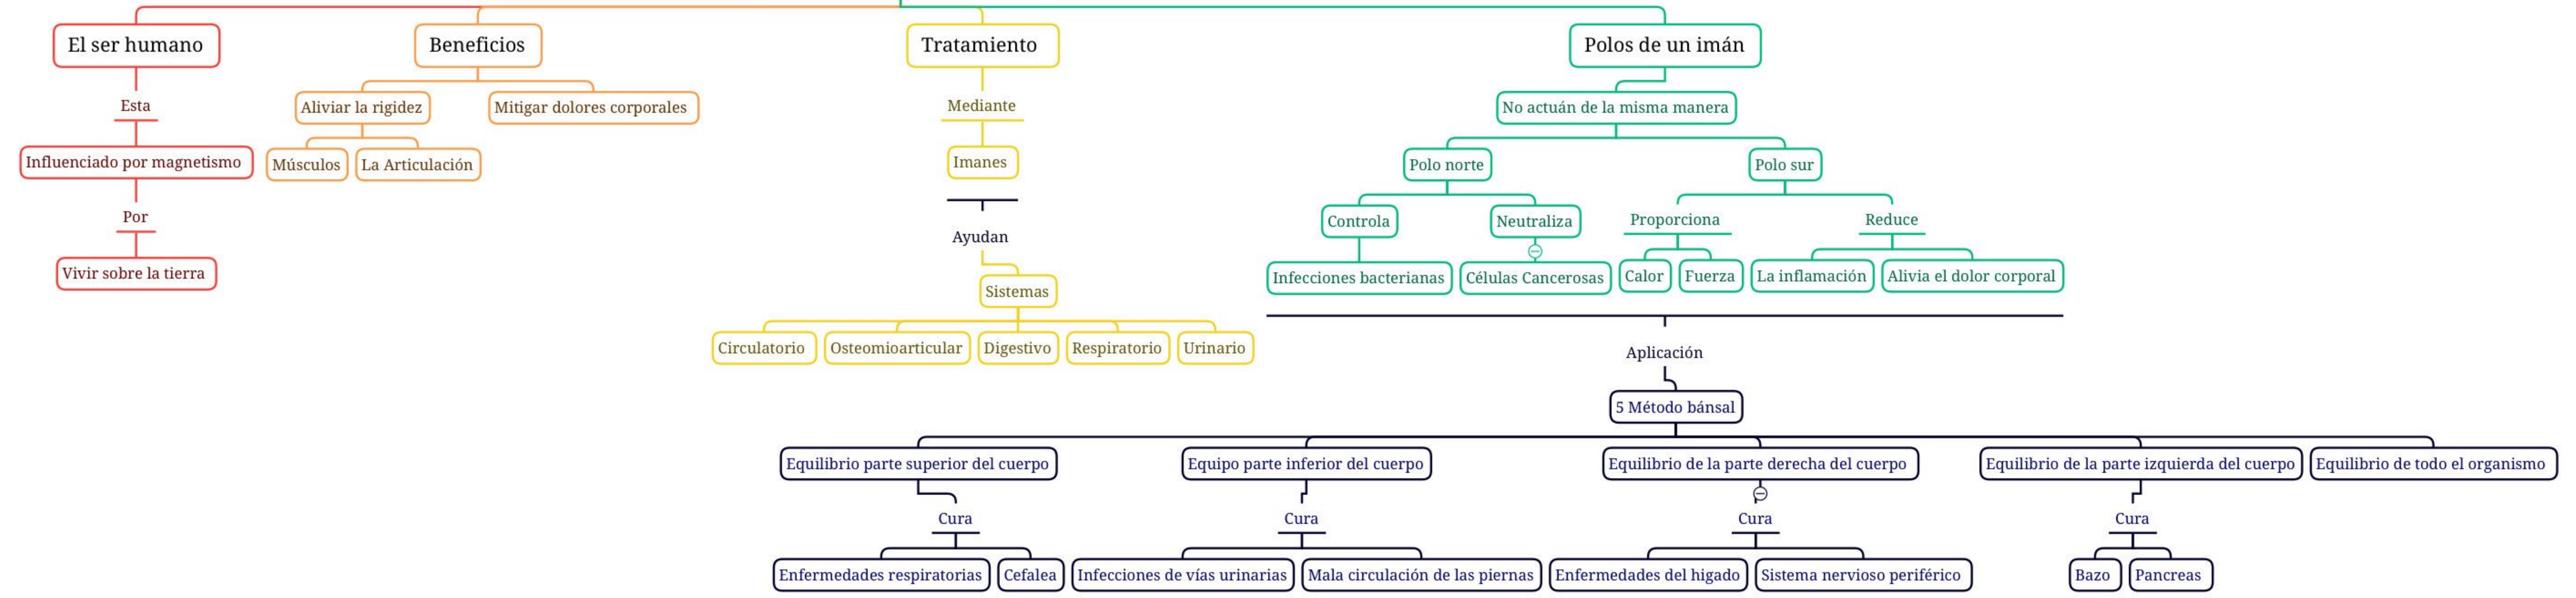 El ser humano
Beneficios
Tratamiento
Polos de un imán
Esta
Aliviar la rigidez
Mitigar dolores corporales
Mediante
No actuán de la misma manera
Influenciado por magnetismo
Músculos
La Articulación
Imanes
Polo norte
Polo sur
Por
Ayudan
Controla
Neutraliza
Proporciona
Reduce
Vivir sobre la tierra
Sistemas
Infecciones bacterianas
Células Cancerosas
Calor
Fuerza
La inflamación
Alivia el dolor corporal
Circulatorio
Osteomioarticular
Digestivo
Respiratorio
Urinario
Aplicación
5 Método bánsal
Equilibrio parte superior del cuerpo
Equipo parte inferior del cuerpo
Equilibrio de la parte derecha del cuerpo
Equilibrio de la parte izquierda del cuerpo
Equilibrio de todo el organismo
Cura
Cura
Cura
Cura
Enfermedades respiratorias
Cefalea
Infecciones de vías urinarias
Mala circulación de las piernas
Enfermedades del higado
Sistema nervioso periférico
Bazo
Pancreas